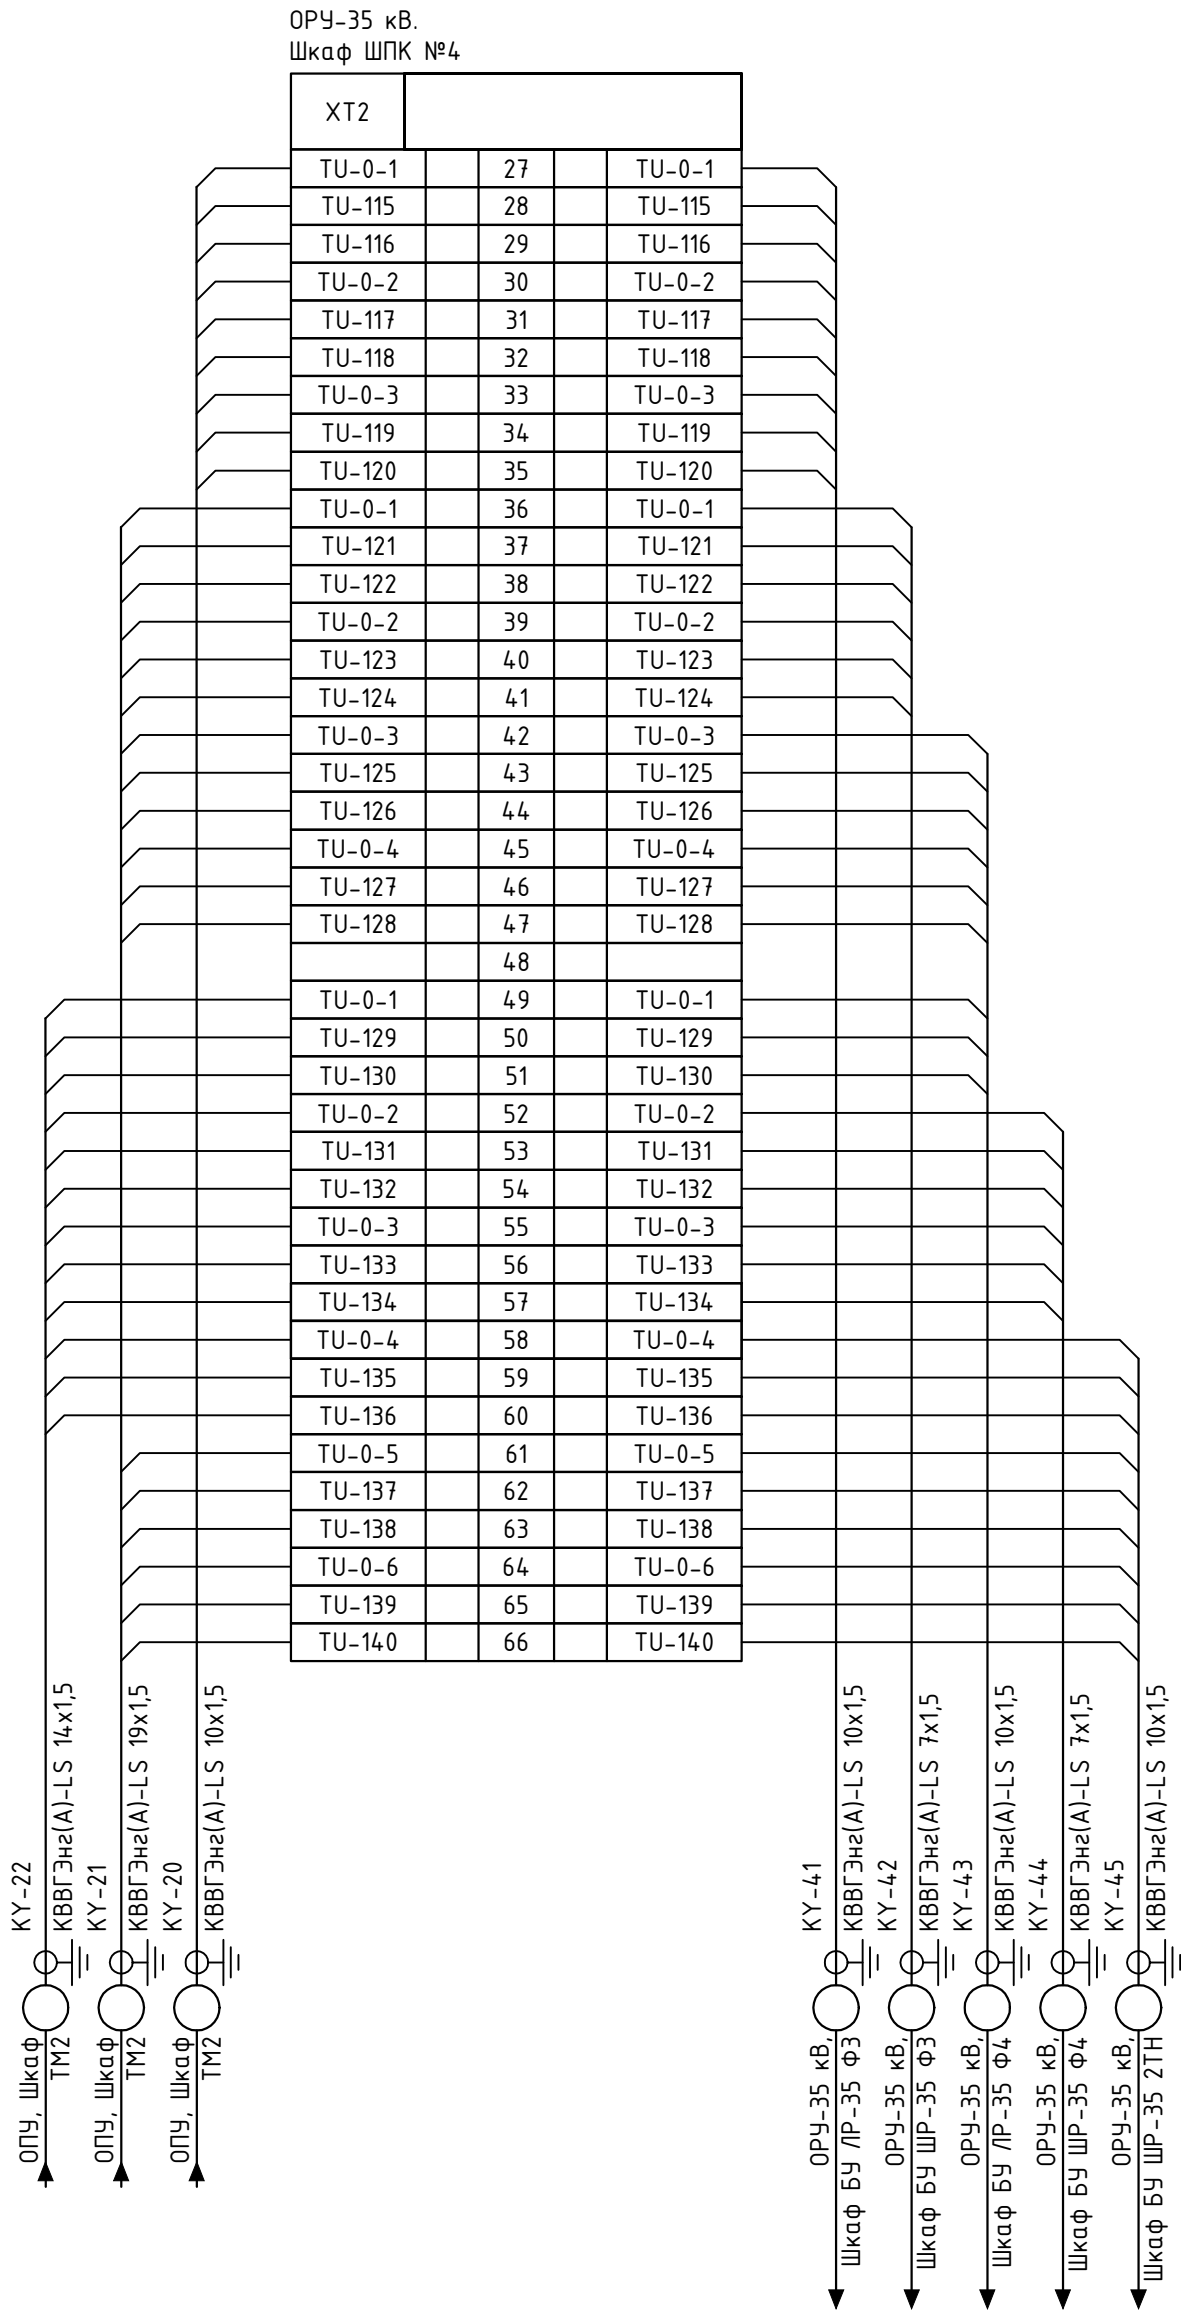 ОРУ-35 кВ.
Шкаф ШПК №4
XT2
TU-0-1 27 TU-0-1
TU-115 28 TU-115
TU-116 29 TU-116
TU-0-2 30 TU-0-2
TU-117 31 TU-117
TU-118 32 TU-118
TU-0-3 33 TU-0-3
TU-119 34 TU-119
TU-120 35 TU-120
TU-0-1 36 TU-0-1
TU-121 37 TU-121
TU-122 38 TU-122
TU-0-2 39 TU-0-2
TU-123 40 TU-123
TU-124 41 TU-124
TU-0-3 42 TU-0-3
TU-125 43 TU-125
TU-126 44 TU-126
TU-0-4 45 TU-0-4
TU-127 46 TU-127
TU-128 47 TU-128
48
TU-0-1 49 TU-0-1
TU-129 50 TU-129
TU-130 51 TU-130
TU-0-2 52 TU-0-2
TU-131 53 TU-131
TU-132 54 TU-132
TU-0-3 55 TU-0-3
TU-133 56 TU-133
TU-134 57 TU-134
TU-0-4 58 TU-0-4
TU-135 59 TU-135
TU-136 60 TU-136
TU-0-5 61 TU-0-5
TU-137 62 TU-137
TU-138 63 TU-138
TU-0-6 64 TU-0-6
TU-139 65 TU-139
TU-140 66 TU-140
KY-22
КВВГЭнг(А)-LS 14x1,5
ОПУ, Шкаф
ТМ2
KY-21
КВВГЭнг(А)-LS 19x1,5
ОПУ, Шкаф
ТМ2
KY-20
КВВГЭнг(А)-LS 10x1,5
ОПУ, Шкаф
ТМ2
KY-41
КВВГЭнг(А)-LS 10x1,5
ОРУ-35 кВ,
Шкаф БУ ЛР-35 Ф3
KY-42
КВВГЭнг(А)-LS 7x1,5
ОРУ-35 кВ,
Шкаф БУ ШР-35 Ф3
KY-43
КВВГЭнг(А)-LS 10x1,5
ОРУ-35 кВ,
Шкаф БУ ЛР-35 Ф4
KY-44
КВВГЭнг(А)-LS 7x1,5
ОРУ-35 кВ,
Шкаф БУ ШР-35 Ф4
KY-45
КВВГЭнг(А)-LS 10x1,5
ОРУ-35 кВ,
Шкаф БУ ШР-35 2ТН